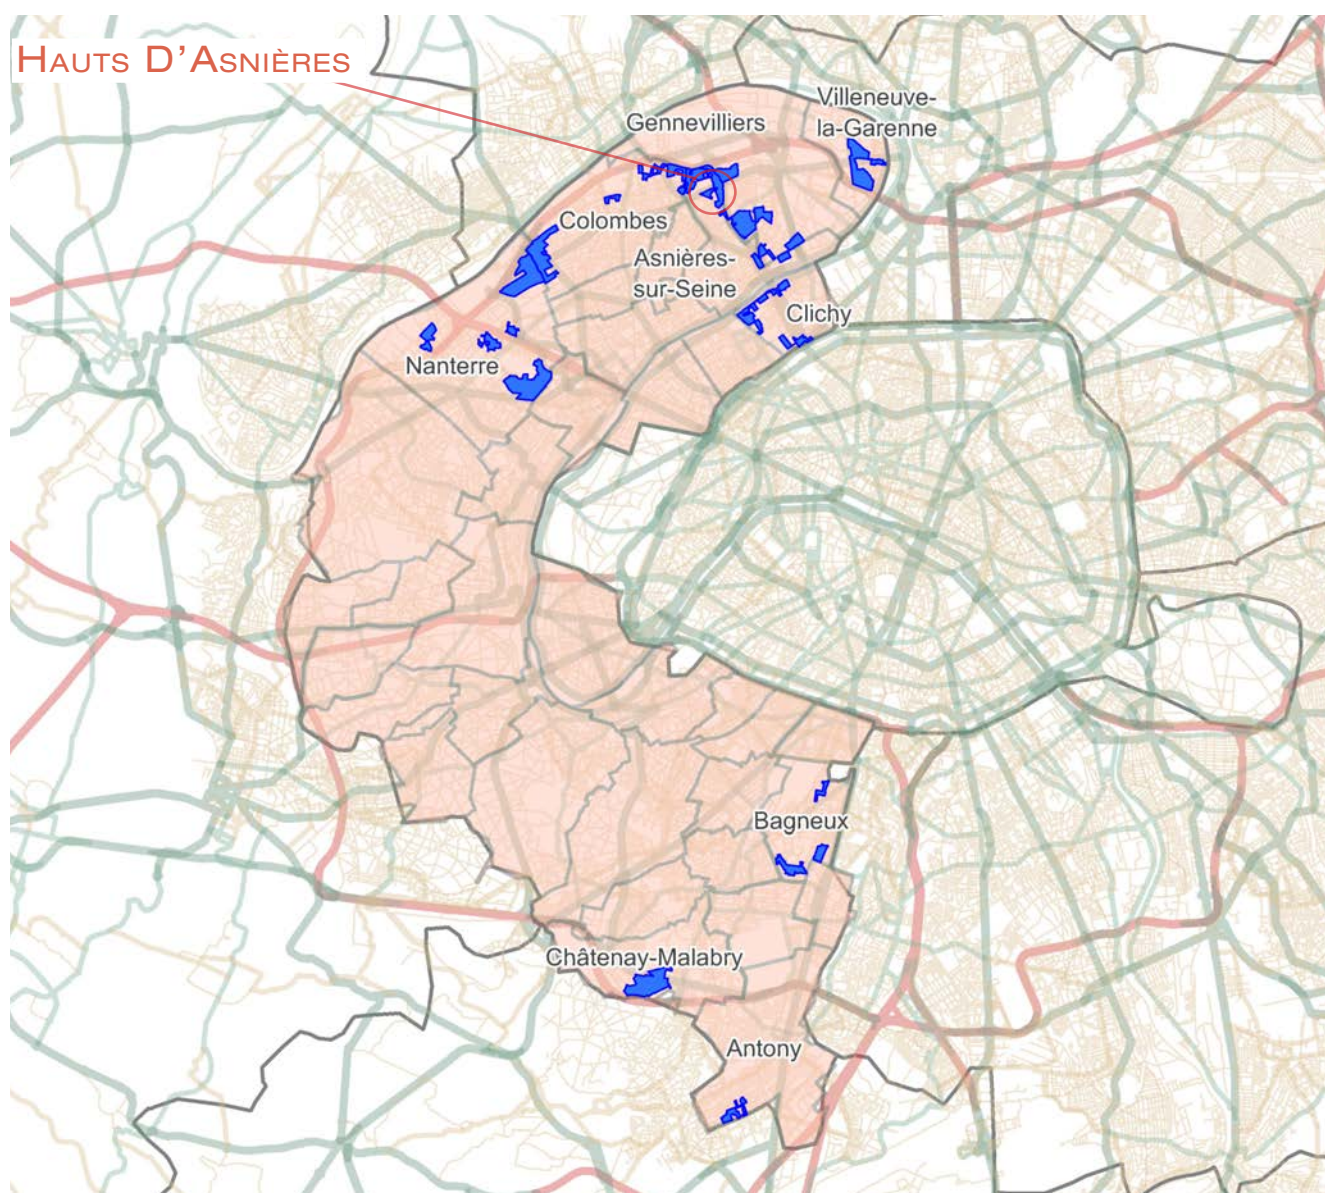 HAUTS D'ASNIÈRES
Villeneuve-
la-Garenne
Gennevilliers
Colombes
Asnières-
sur-Seine
Clichy
Nanterre
Bagneux
Châtenay-Malabry
Antony